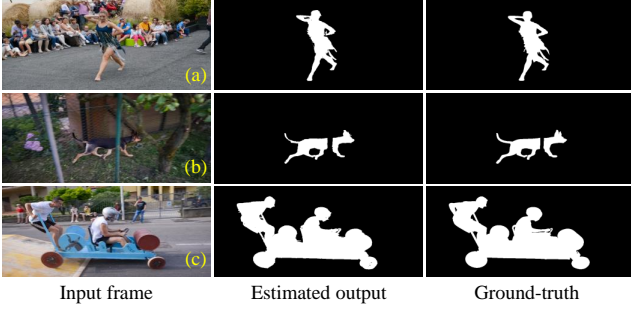 (a)
(b)
(c)
Input frame
Estimated output
Ground-truth